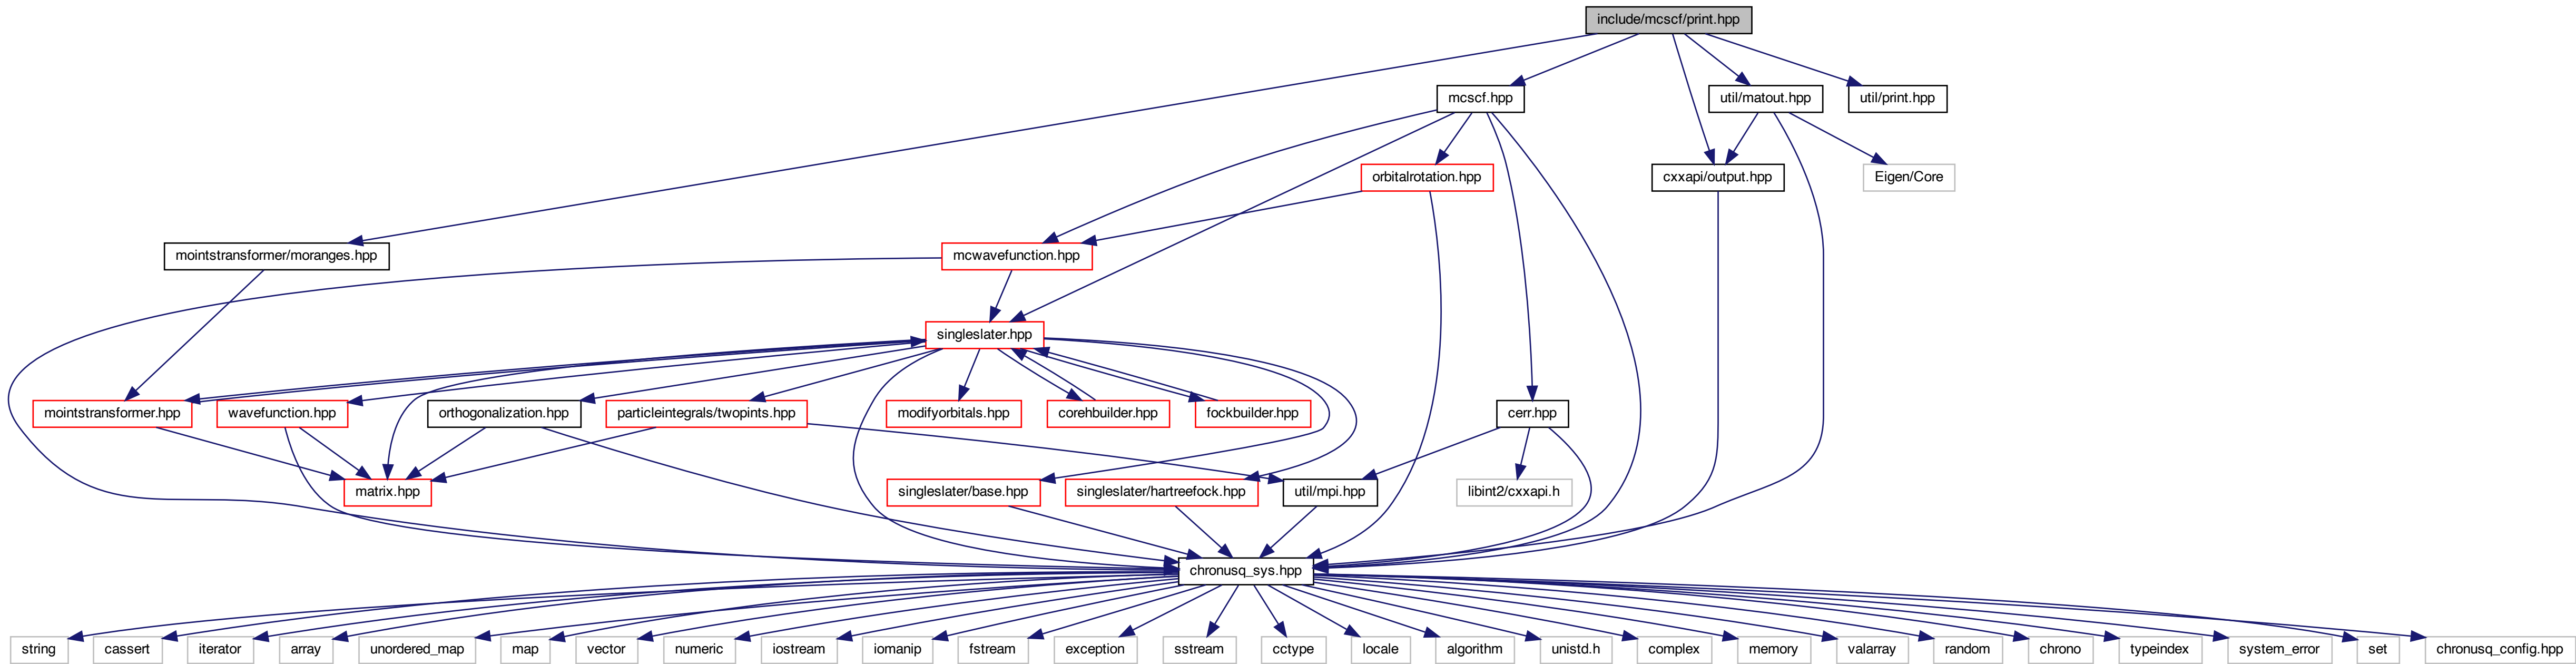 include/mcscf/print.hpp
mcscf.hpp
util/matout.hpp
util/print.hpp
orbitalrotation.hpp
cxxapi/output.hpp
Eigen/Core
mointstransformer/moranges.hpp
mcwavefunction.hpp
singleslater.hpp
mointstransformer.hpp
wavefunction.hpp
orthogonalization.hpp
particleintegrals/twopints.hpp
modifyorbitals.hpp
corehbuilder.hpp
fockbuilder.hpp
cerr.hpp
matrix.hpp
singleslater/base.hpp
singleslater/hartreefock.hpp
util/mpi.hpp
libint2/cxxapi.h
chronusq_sys.hpp
string
cassert
iterator
array
unordered_map
map
vector
numeric
iostream
iomanip
fstream
exception
sstream
cctype
locale
algorithm
unistd.h
complex
memory
valarray
random
chrono
typeindex
system_error
set
chronusq_config.hpp